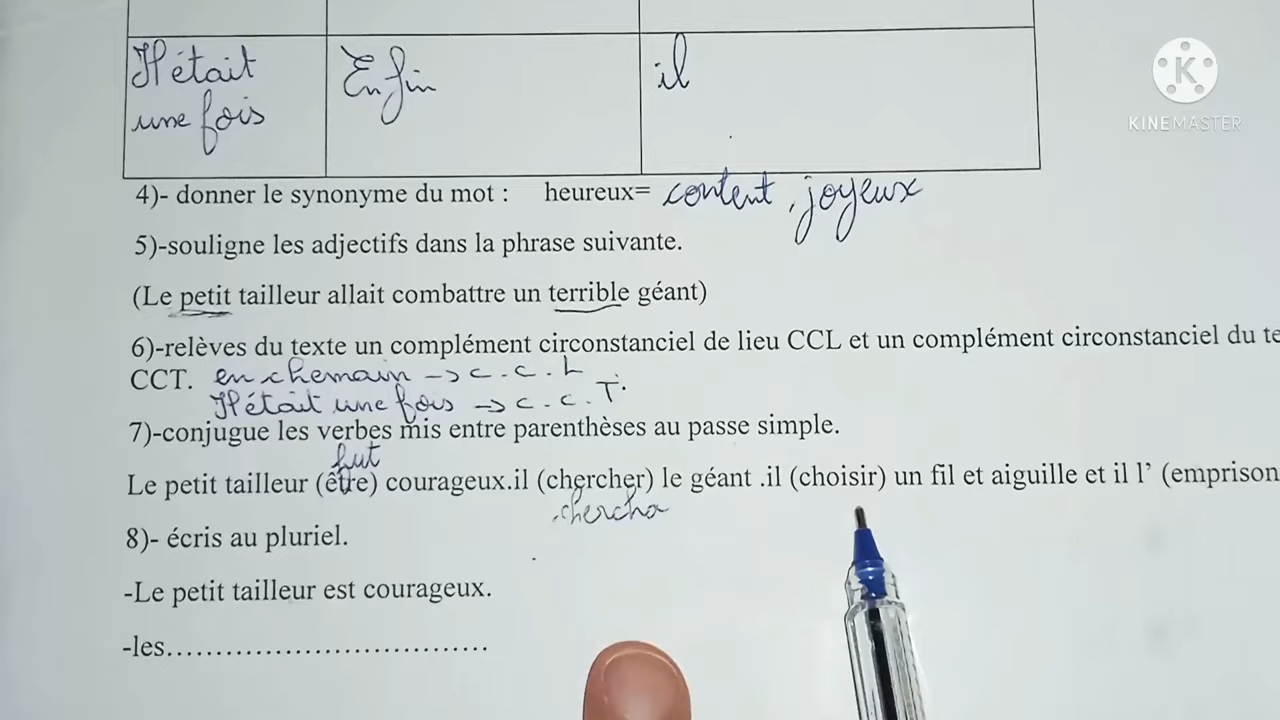 Il était
une fois
Enfin
il
KINEMASTER
4)- donner le synonyme du mot : heureux= content, joyeux
5)-souligne les adjectifs dans la phrase suivante.
(Le petit tailleur allait combattre un terrible géant)
6)-relèves du texte un complément circonstanciel de lieu CCL et un complément circonstanciel du te
CCT. en chemain → C.C.L
Il était une fois → C.C.T.
7)-conjugue les verbes mis entre parenthèses au passe simple.
fut
Le petit tailleur (être) courageux.il (chercher) le géant .il (choisir) un fil et aiguille et il l' (emprison
.chercha
8)- écris au pluriel.
-Le petit tailleur est courageux.
-les.................................